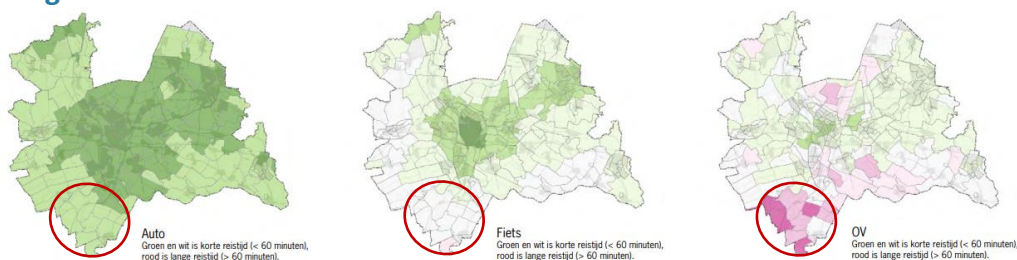 Auto
Groen en wit is korte reistijd (< 60 minuten),
rood is lange reistijd (> 60 minuten).
Fiets
Groen en wit is korte reistijd (< 60 minuten),
rood is lange reistijd (> 60 minuten).
OV
Groen en wit is korte reistijd (< 60 minuten),
rood is lange reistijd (> 60 minuten).